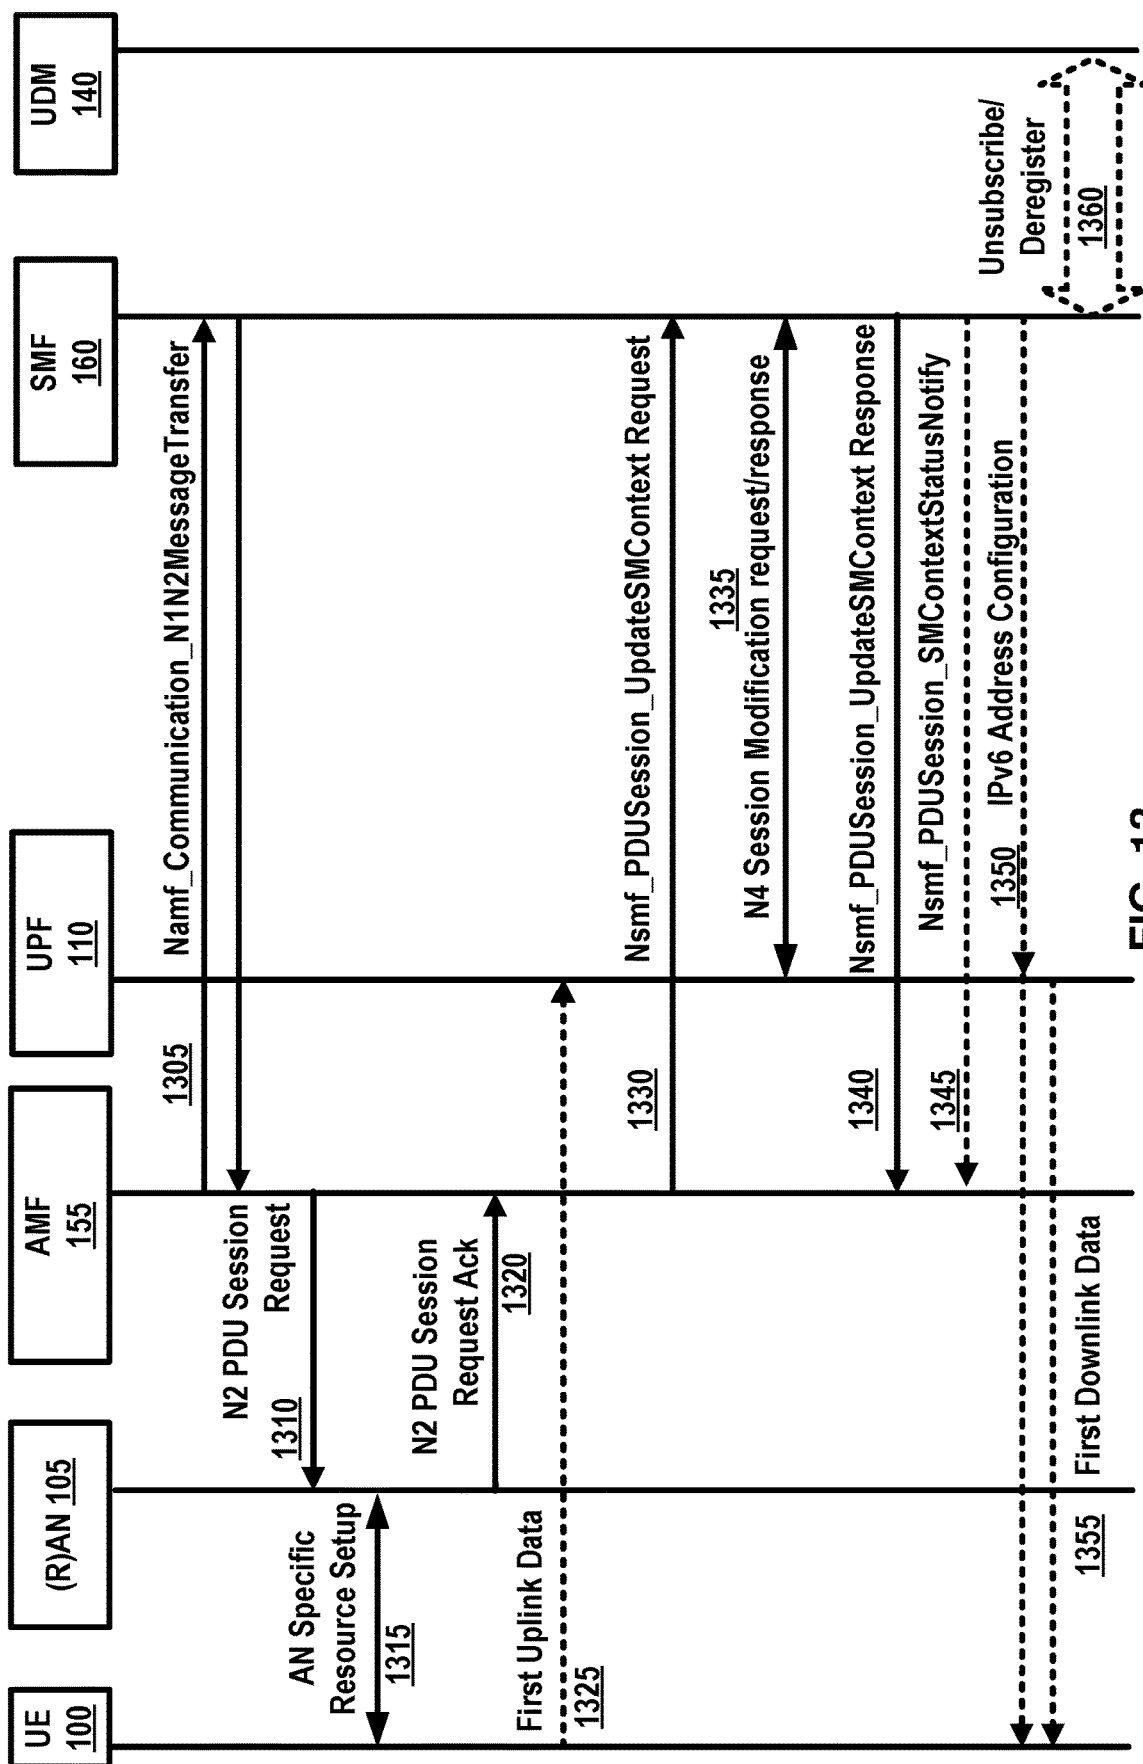 UE
100
(R)AN 105
AMF
155
UPF
110
SMF
160
UDM
140
1305
Namf_Communication_N1N2MessageTransfer
N2 PDU Session
Request
1310
AN Specific
Resource Setup
1315
N2 PDU Session
Request Ack
1320
First Uplink Data
1325
1330
Nsmf_PDUSession_UpdateSMContext Request
1335
N4 Session Modification request/response
1340
Nsmf_PDUSession_UpdateSMContext Response
1345
Nsmf_PDUSession_SMContextStatusNotify
1350 IPv6 Address Configuration
First Downlink Data
1355
Unsubscribe/
Deregister
1360